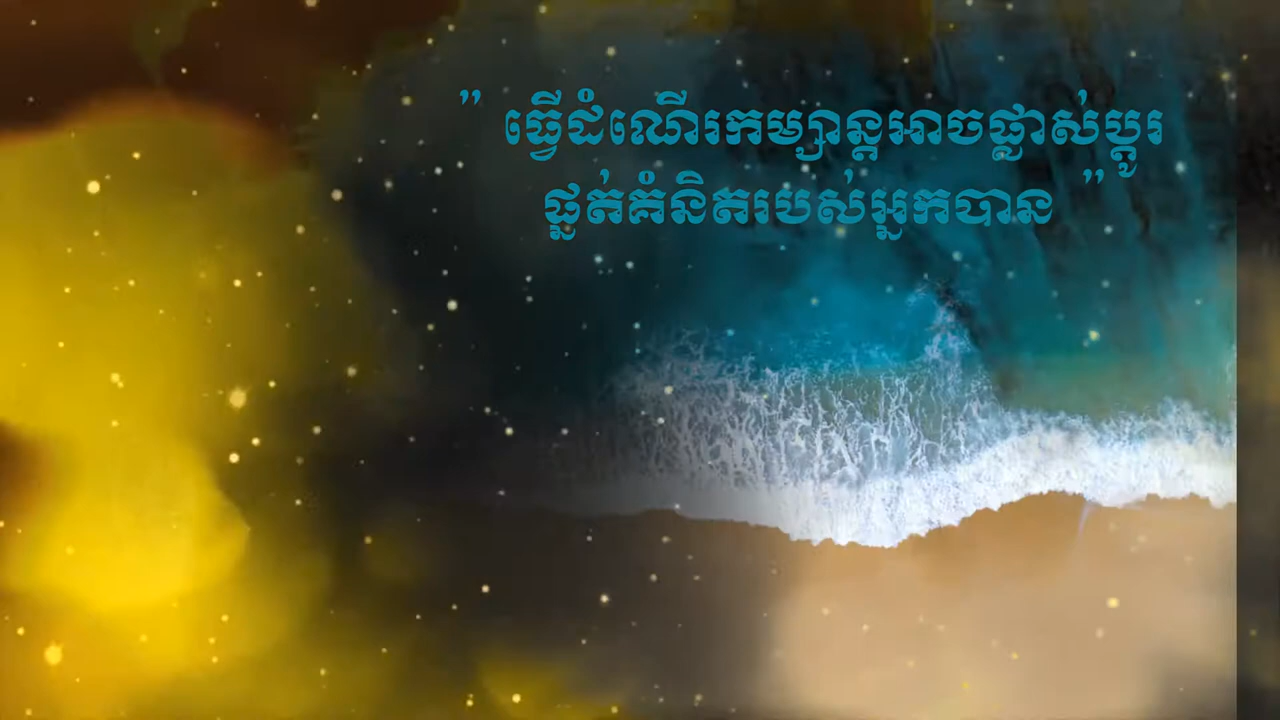 " ធ្វើដំណើរកម្សាន្តអាចផ្លាស់ប្តូរ
ផ្នត់គំនិតរបស់អ្នកបាន "